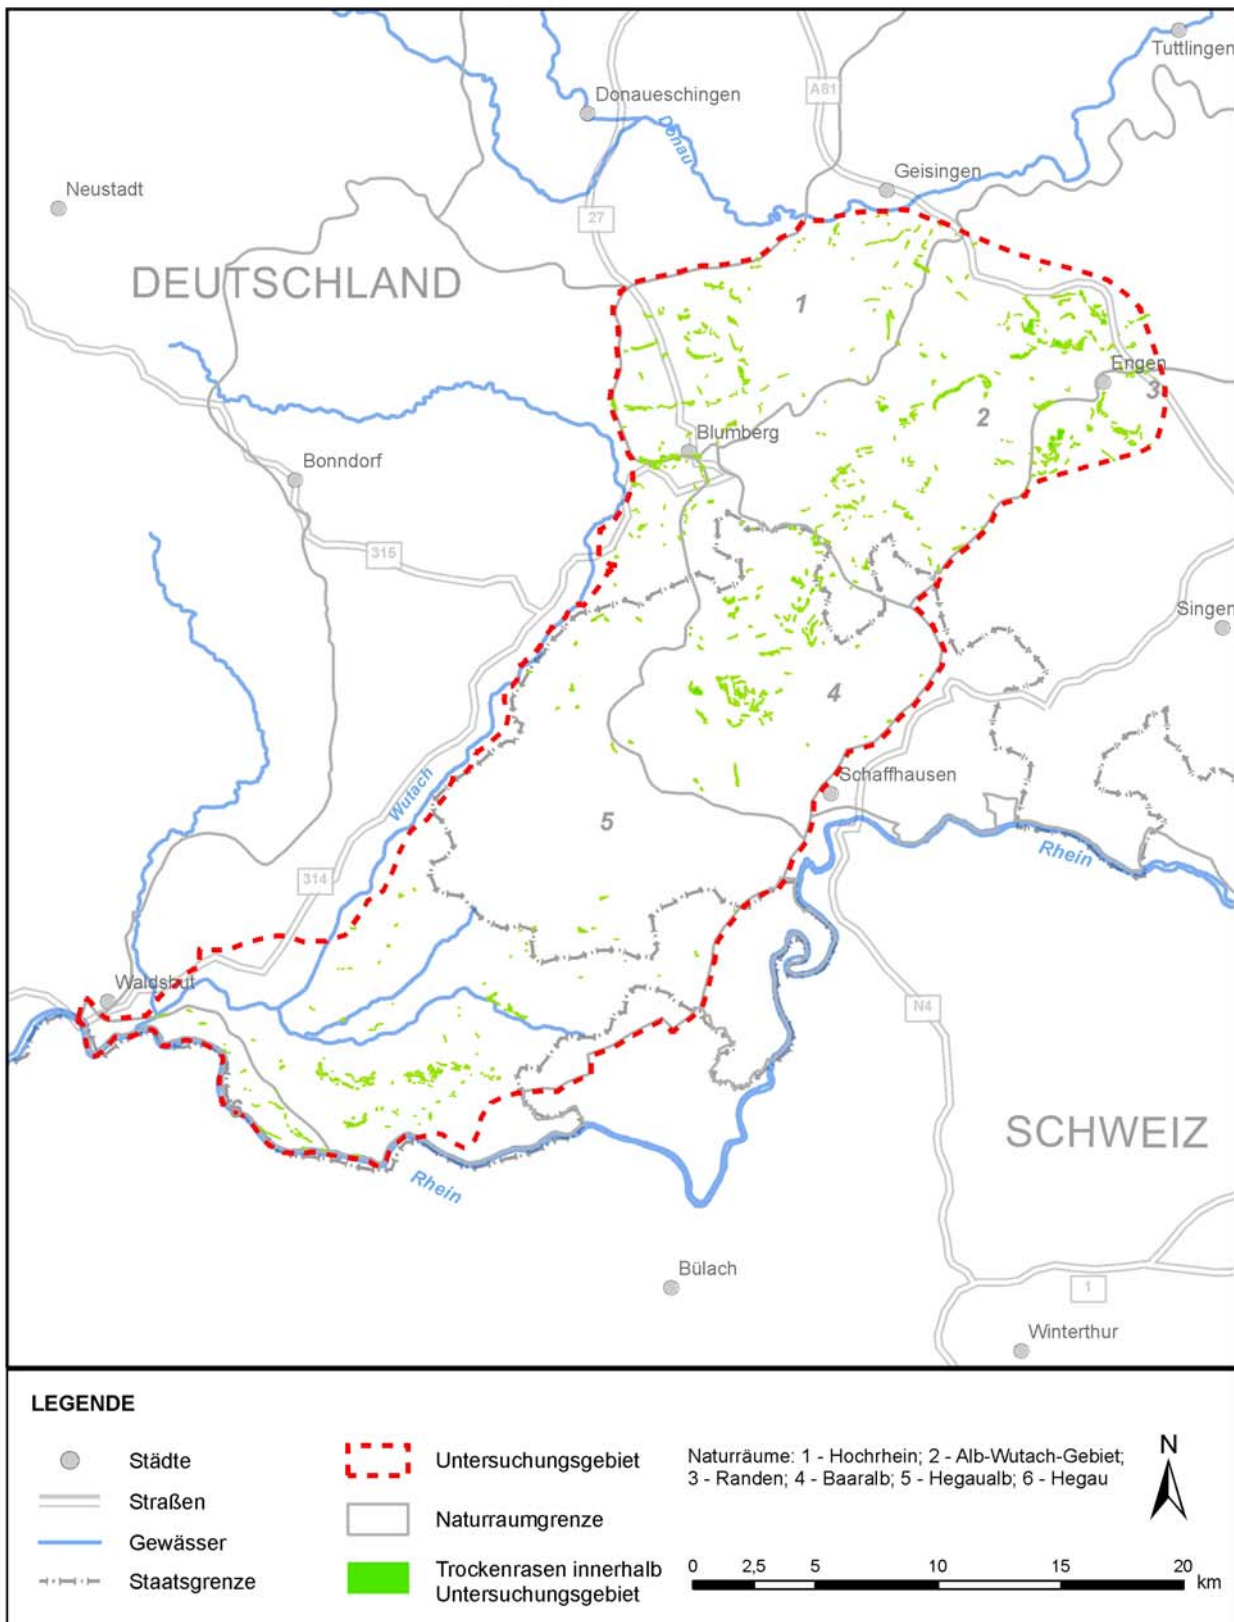 Tuttlingen
A81
Donaueschingen
Donau
Geisingen
Neustadt
27
DEUTSCHLAND
1
Engen
3
2
Blumberg
Bonndorf
315
Singen
4
Schaffhausen
Wutach
5
Rhein
314
Waldshut
N4
6
SCHWEIZ
Rhein
Bülach
1
Winterthur
LEGENDE
Städte
Straßen
Gewässer
Staatsgrenze
Untersuchungsgebiet
Naturraumgrenze
Trockenrasen innerhalb
Untersuchungsgebiet
Naturräume: 1 - Hochrhein; 2 - Alb-Wutach-Gebiet;
3 - Randen; 4 - Baaralb; 5 - Hegaualb; 6 - Hegau
N
0 2,5 5 10 15 20
km